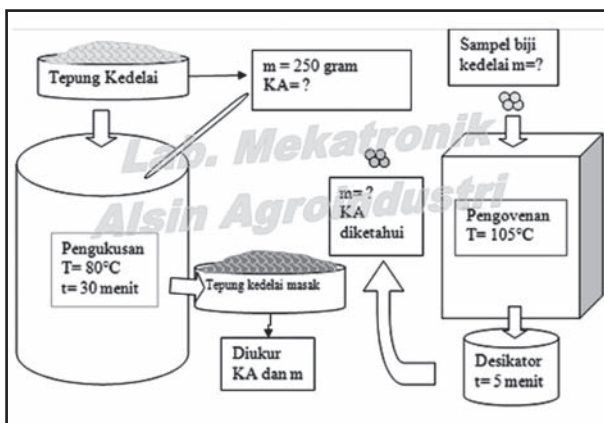 Tepung Kedelai
m = 250 gram
KA= ?
Sampel biji
kedelai m=?
Lab. Mekatronik
Alsin Agroindustri
Pengukusan
T= 80°C
t= 30 menit
m= ?
KA
diketahui
Pengovenan
T= 105°C
Tepung kedelai masak
Diukur
KA dan m
Desikator
t= 5 menit